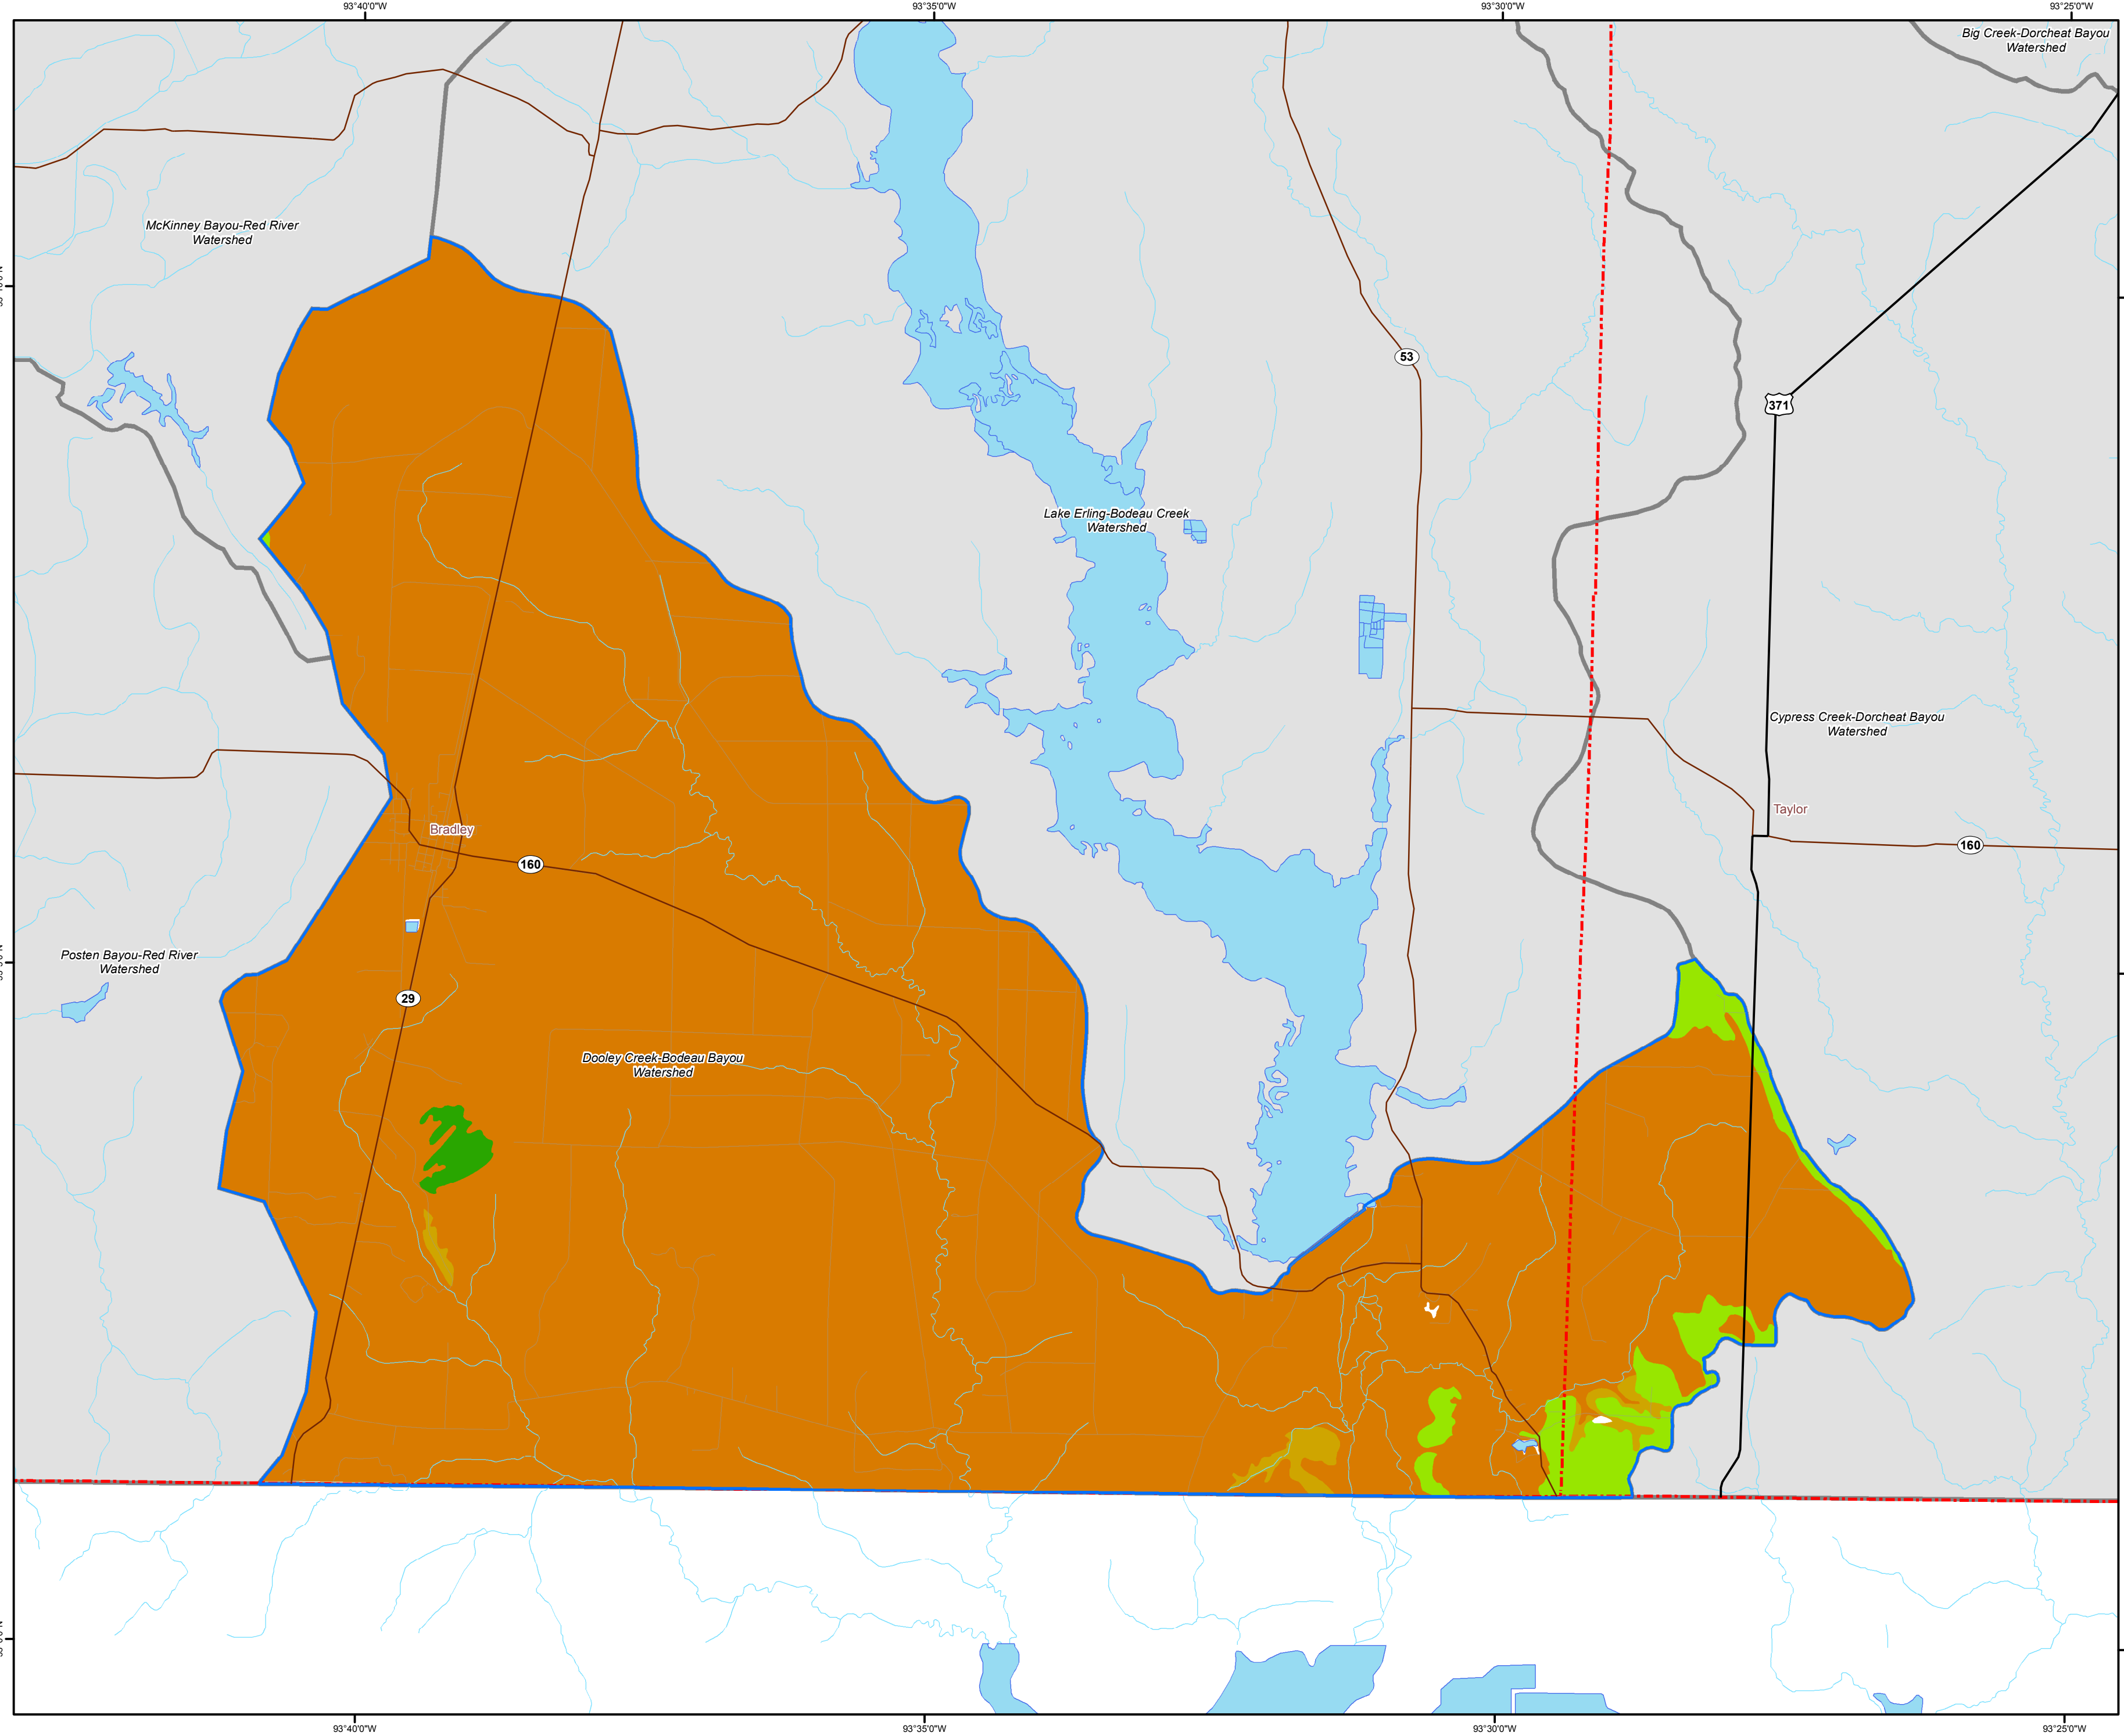 93°40'0"W
93°35'0"W
93°30'0"W
93°25'0"W
Big Creek-Dorcheat Bayou
Watershed
McKinney Bayou-Red River
Watershed
53
371
Lake Erling-Bodeau Creek
Watershed
Cypress Creek-Dorcheat Bayou
Watershed
Taylor
Bradley
160
160
Posten Bayou-Red River
Watershed
29
Dooley Creek-Bodeau Bayou
Watershed
93°40'0"W
93°35'0"W
93°30'0"W
93°25'0"W